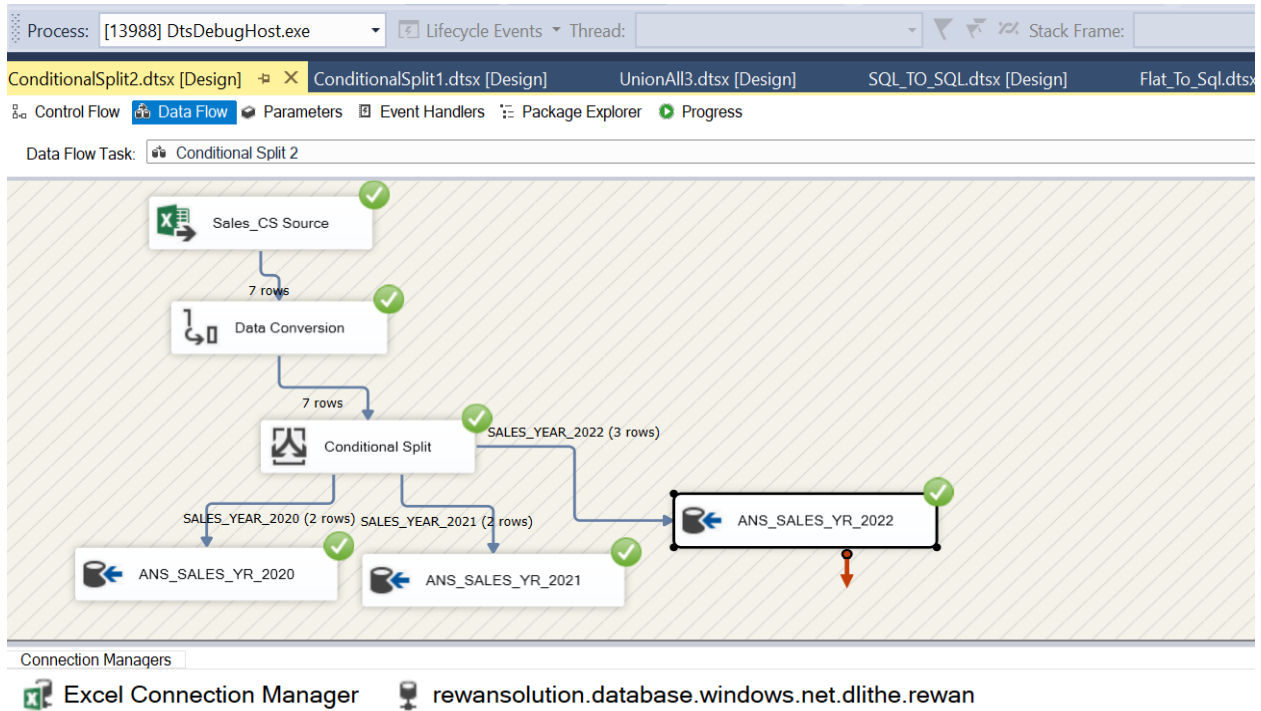 Process: [13988] DtsDebugHost.exe Lifecycle Events Thread: Stack Frame:
ConditionalSplit2.dtsx [Design] ConditionalSplit1.dtsx [Design] UnionAll3.dtsx [Design] SQL_TO_SQL.dtsx [Design] Flat_To_Sql.dtsx
Control Flow Data Flow Parameters Event Handlers Package Explorer Progress
Data Flow Task: Conditional Split 2
Sales_CS Source
7 rows
Data Conversion
7 rows
SALES_YEAR_2022 (3 rows)
Conditional Split
SALES_YEAR_2020 (2 rows) SALES_YEAR_2021 (2 rows)
ANS_SALES_YR_2022
ANS_SALES_YR_2020
ANS_SALES_YR_2021
Connection Managers
Excel Connection Manager rewansolution.database.windows.net.dlithe.rewan